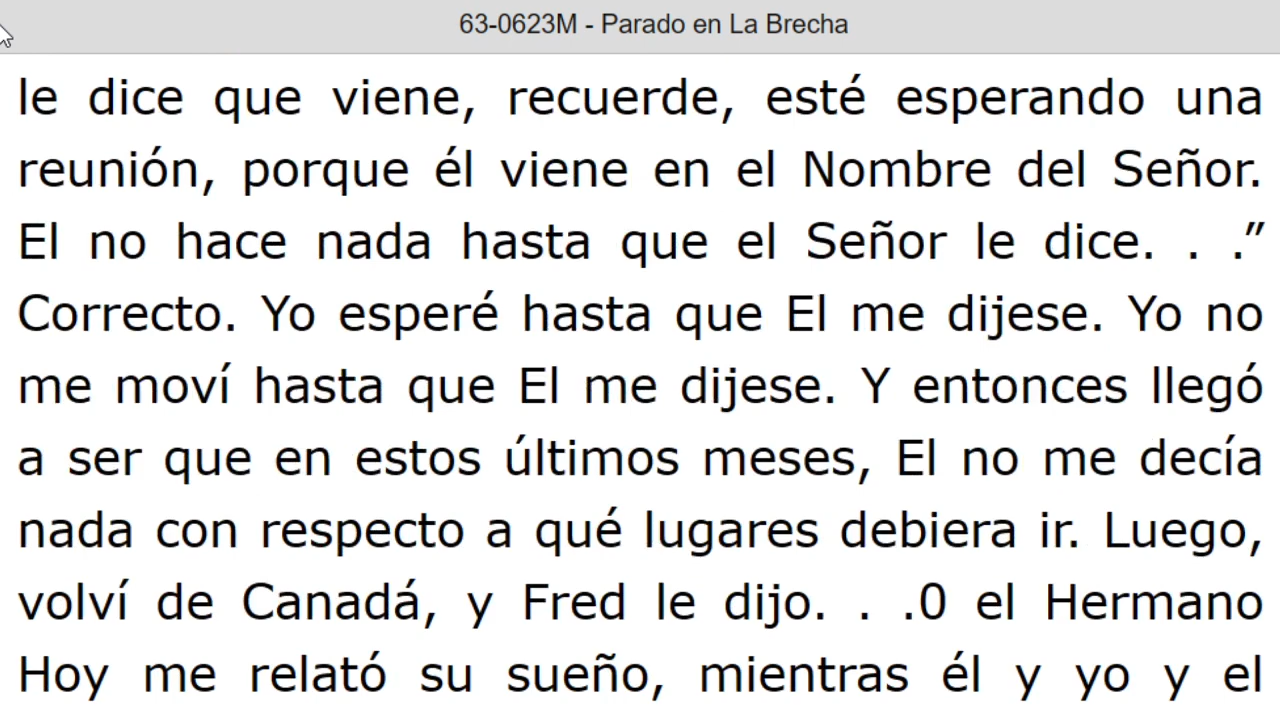 63-0623M - Parado en La Brecha
le dice que viene, recuerde, esté esperando una
reunión, porque él viene en el Nombre del Señor.
El no hace nada hasta que el Señor le dice. . .”
Correcto. Yo esperé hasta que El me dijese. Yo no
me moví hasta que El me dijese. Y entonces llegó
a ser que en estos últimos meses, El no me decía
nada con respecto a qué lugares debiera ir. Luego,
volví de Canadá, y Fred le dijo. . .0 el Hermano
Hoy me relató su sueño, mientras él y yo y el